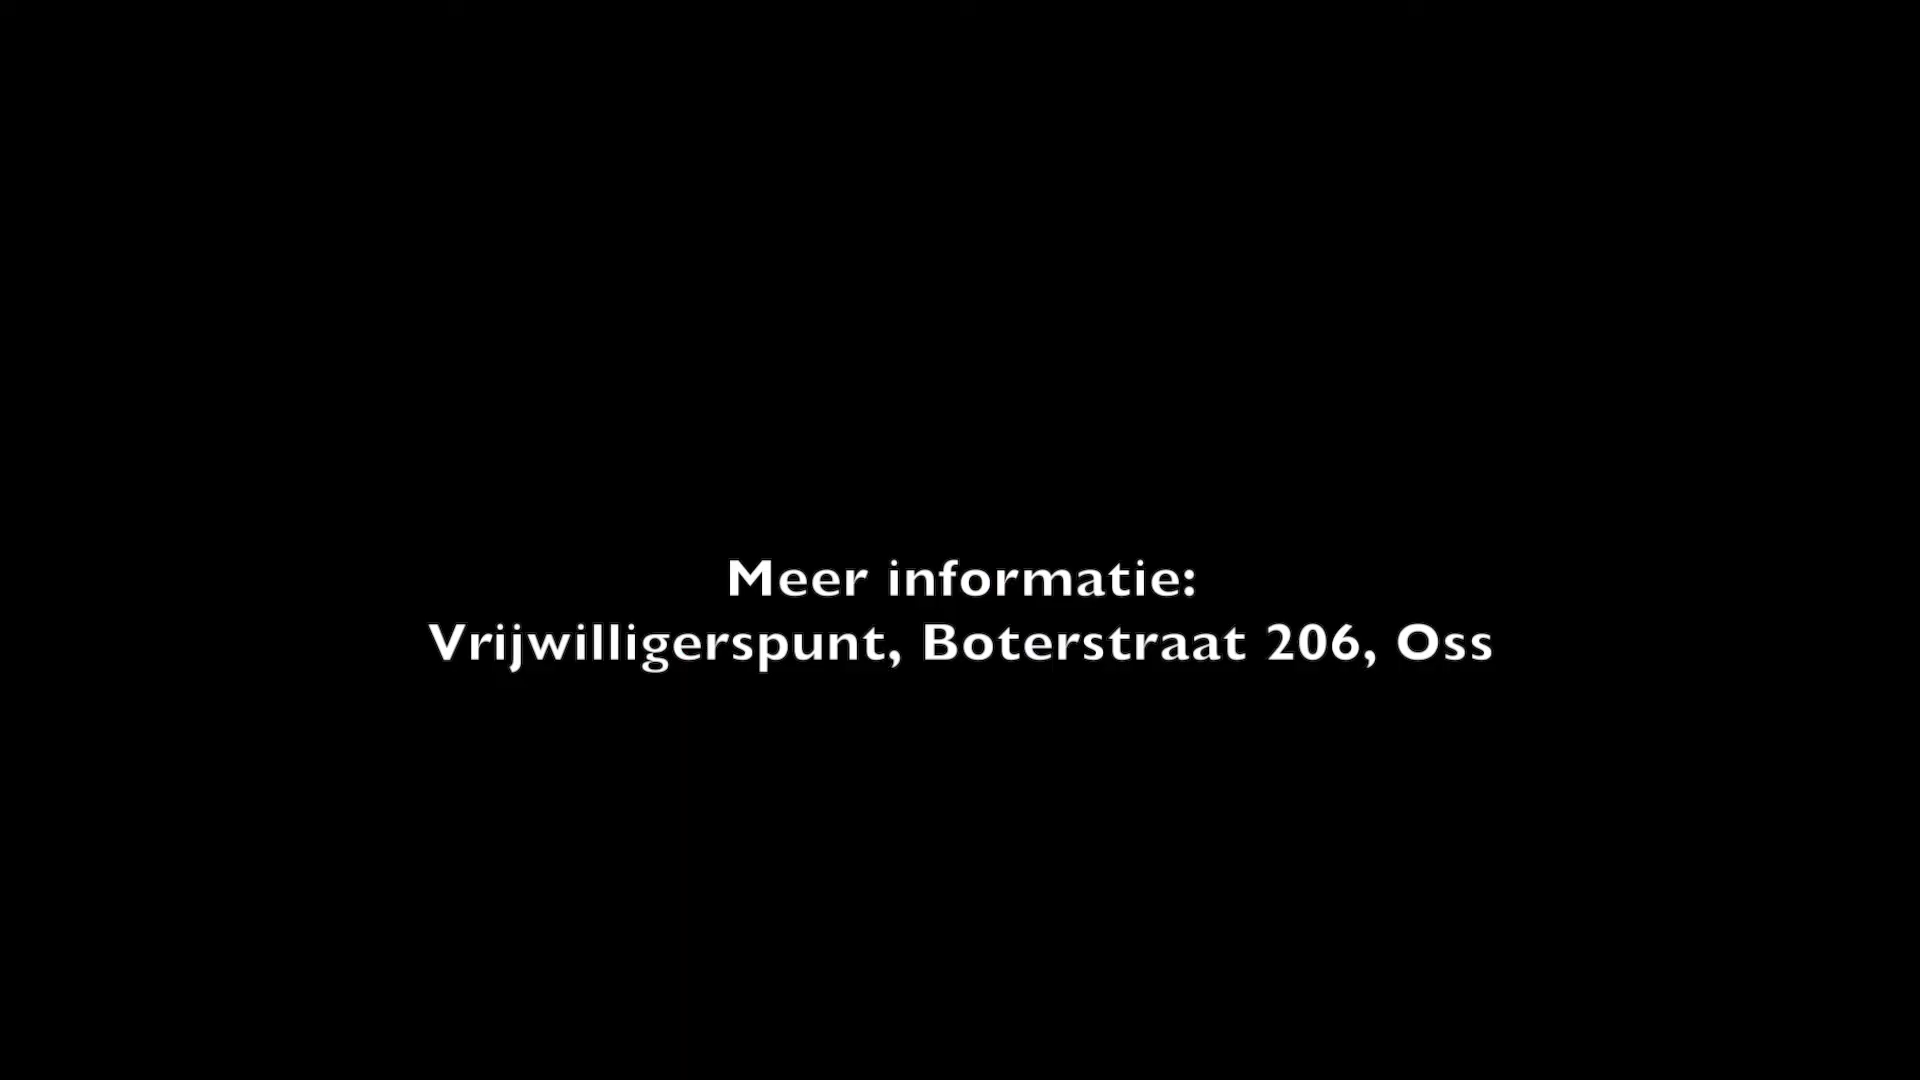 Meer informatie:
Vrijwilligerspunt, Boterstraat 206, Oss